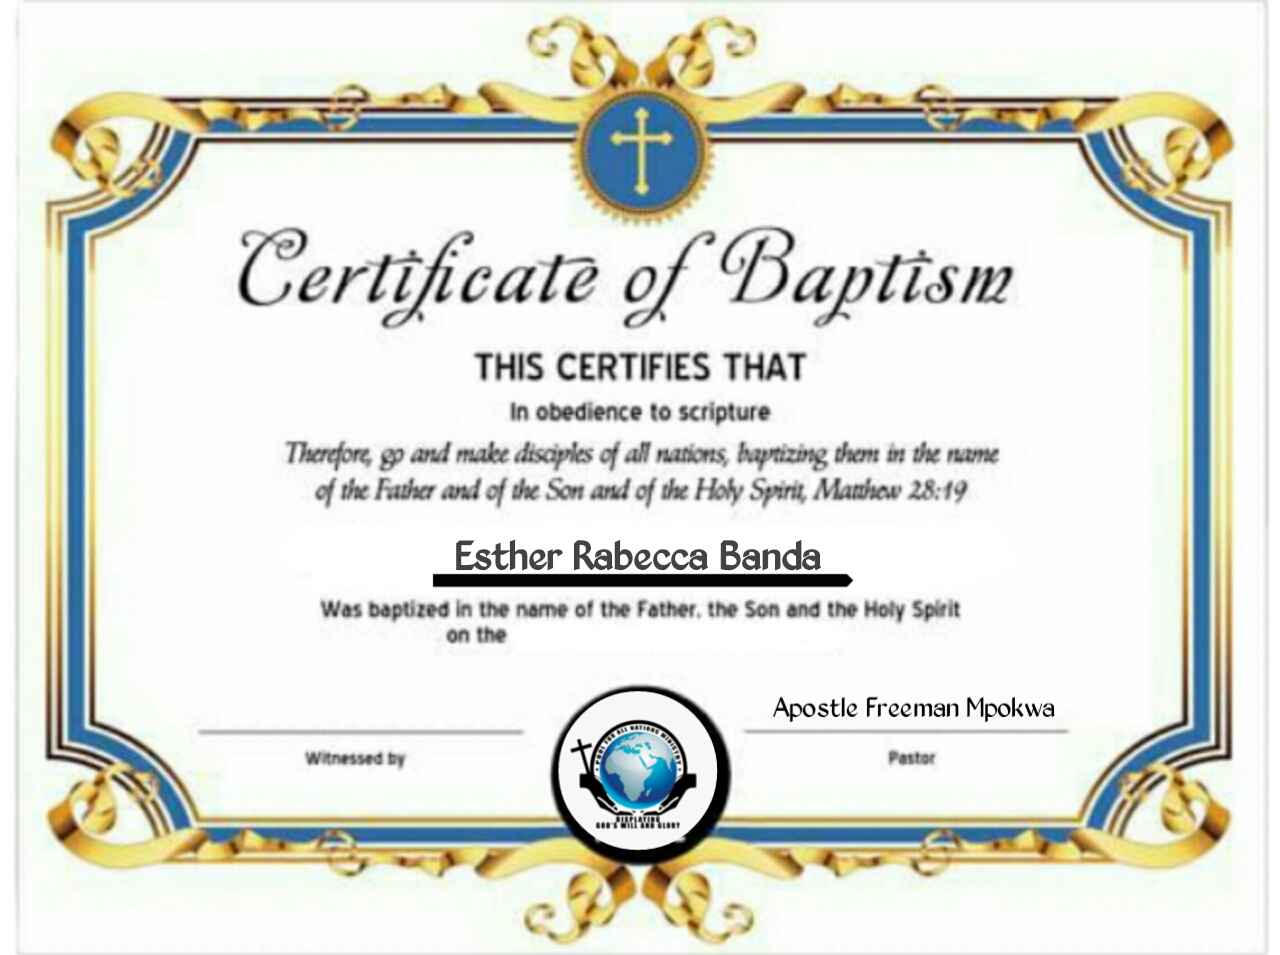 Certificate of Baptism
THIS CERTIFIES THAT
In obedience to scripture
Therefore, go and make disciples of all nations, baptizing them in the name
of the Father and of the Son and of the Holy Spirit, Matthew 28:19
Esther Rabecca Banda
Was baptized in the name of the Father, the Son and the Holy Spirit
on the
Apostle Freeman Mpokwa
Witnessed by
Pastor
FOR ALL NATIONS MINISTRY
DISPLAYING
GOD'S WILL AND GLORY